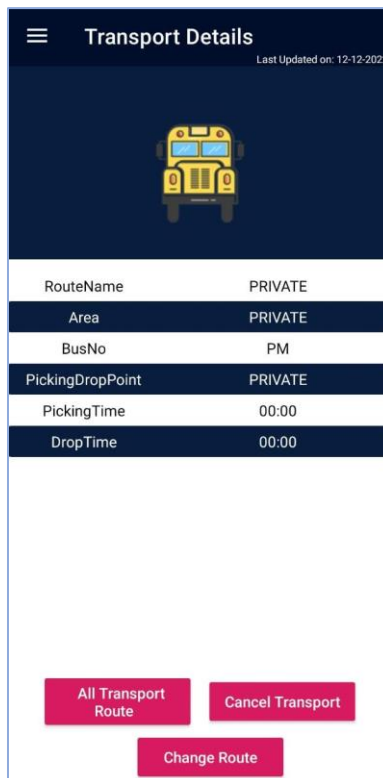 Transport Details
Last Updated on: 12-12-202
RouteName PRIVATE
Area PRIVATE
BusNo PM
PickingDropPoint PRIVATE
PickingTime 00:00
DropTime 00:00
All Transport
Route
Cancel Transport
Change Route